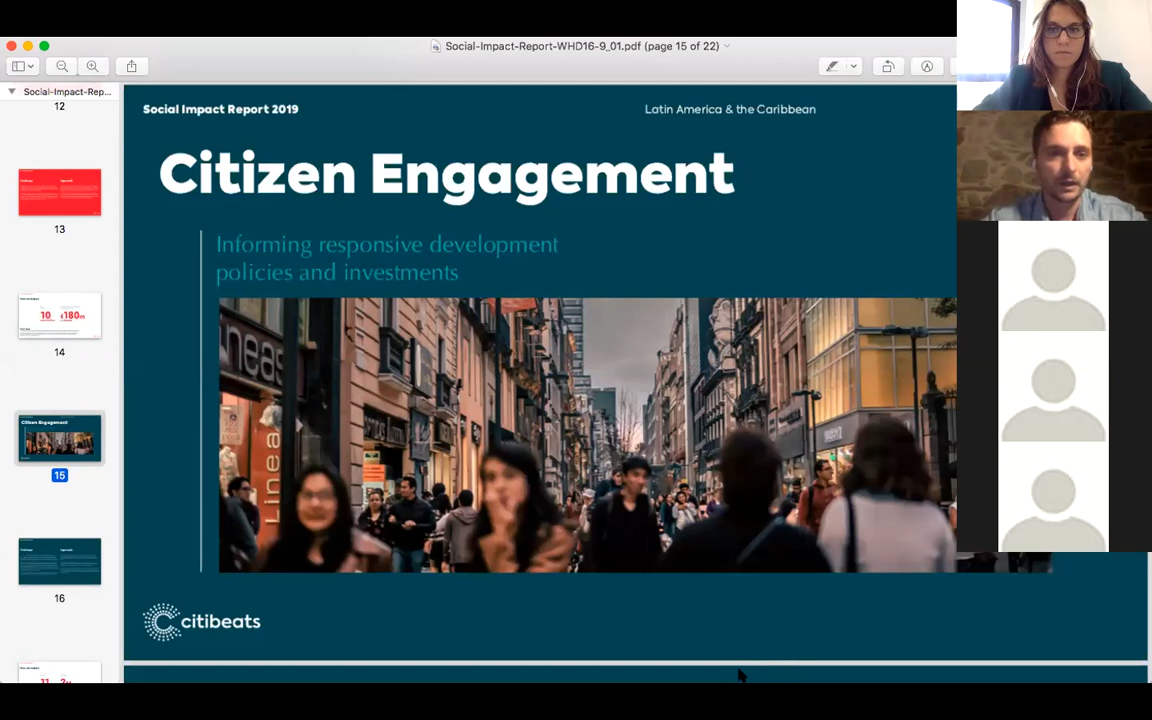 Social-Impact-Report-WHD16-9_01.pdf (page 15 of 22)
Social-Impact-Rep...
12
13
10
€180m
14
Citizen Engagement
15
16
Social Impact Report 2019
Latin America & the Caribbean
Citizen Engagement
Informing responsive development
policies and investments
neas
Linea
citibeats